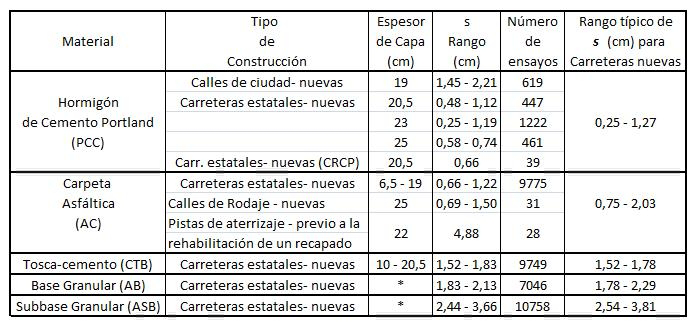 Material Tipo de Construcción Espesor de Capa (cm) s Rango (cm) Número de ensayos Rango típico de s (cm) para Carreteras nuevas
Hormigón de Cemento Portland (PCC) Calles de ciudad- nuevas 19 1,45 - 2,21 619 0,25 - 1,27
Carreteras estatales- nuevas 20,5 0,48 - 1,12 447
23 0,25 - 1,19 1222
25 0,58 - 0,74 461
Carr. estatales- nuevas (CRCP) 20,5 0,66 39
Carpeta Asfáltica (AC) Carreteras estatales- nuevas 6,5 - 19 0,66 - 1,22 9775 0,75 - 2,03
Calles de Rodaje - nuevas 25 0,69 - 1,50 31
Pistas de aterrizaje - previo a la rehabilitación de un recapado 22 4,88 28
Tosca-cemento (CTB) Carreteras estatales- nuevas 10 - 20,5 1,52 - 1,83 9749 1,52 - 1,78
Base Granular (AB) Carreteras estatales- nuevas * 1,83 - 2,13 7046 1,78 - 2,29
Subbase Granular (ASB) Carreteras estatales- nuevas * 2,44 - 3,66 10758 2,54 - 3,81